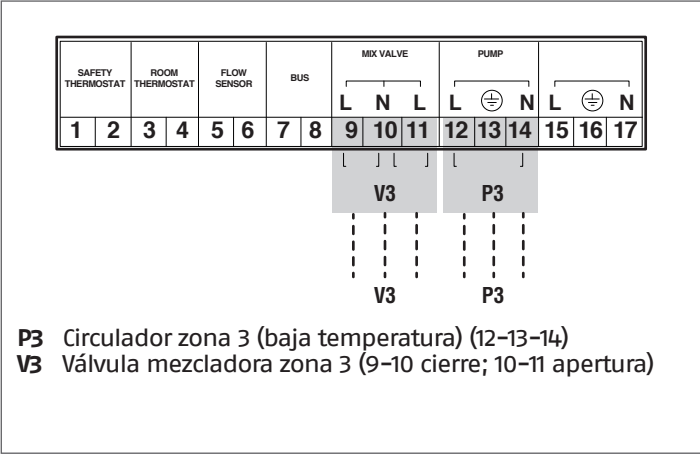 MIX VALVE PUMP
SAFETY THERMOSTAT ROOM THERMOSTAT FLOW SENSOR BUS
L N L L N L N
1 2 3 4 5 6 7 8 9 10 11 12 13 14 15 16 17
V3 P3
V3 P3
P3 Circulador zona 3 (baja temperatura) (12-13-14)
V3 Válvula mezcladora zona 3 (9-10 cierre; 10-11 apertura)